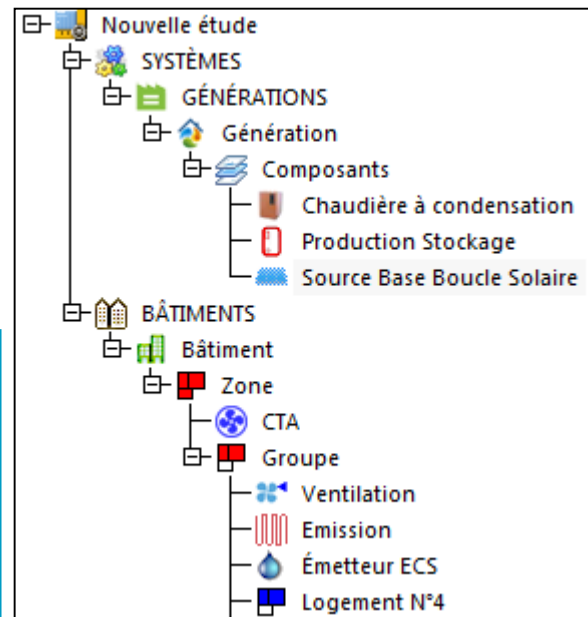 Nouvelle étude
SYSTÈMES
GÉNÉRATIONS
Génération
Composants
Chaudière à condensation
Production Stockage
Source Base Boucle Solaire
BÂTIMENTS
Bâtiment
Zone
CTA
Groupe
Ventilation
Emission
Émetteur ECS
Logement N°4